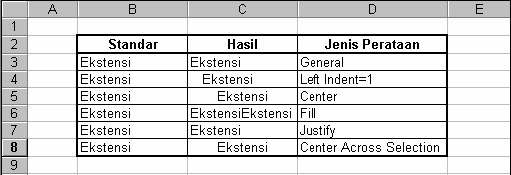 A B C D E
1
2 Standar Hasil Jenis Perataan
3 Ekstensi Ekstensi General
4 Ekstensi Ekstensi Left Indent=1
5 Ekstensi Ekstensi Center
6 Ekstensi EkstensiEkstensi Fill
7 Ekstensi Ekstensi Justify
8 Ekstensi Ekstensi Center Across Selection
9